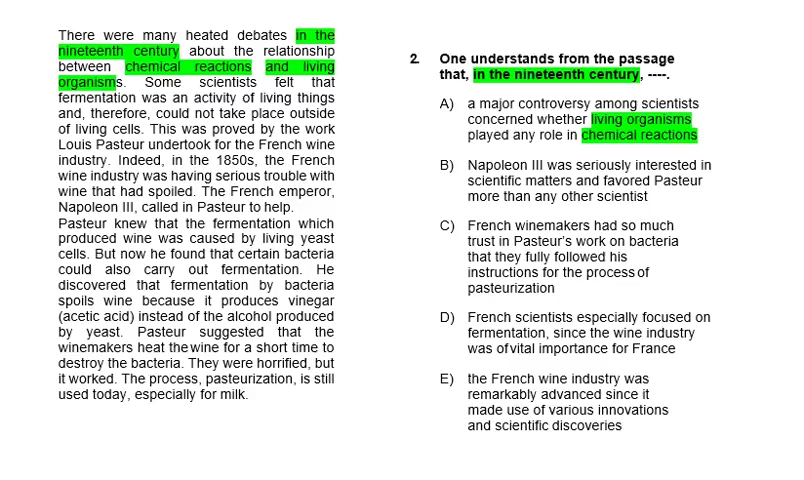 There were many heated debates in the
nineteenth century about the relationship
between chemical reactions and living
organisms. Some scientists felt that
fermentation was an activity of living things
and, therefore, could not take place outside
of living cells. This was proved by the work
Louis Pasteur undertook for the French wine
industry. Indeed, in the 1850s, the French
wine industry was having serious trouble with
wine that had spoiled. The French emperor,
Napoleon III, called in Pasteur to help.
Pasteur knew that the fermentation which
produced wine was caused by living yeast
cells. But now he found that certain bacteria
could also carry out fermentation. He
discovered that fermentation by bacteria
spoils wine because it produces vinegar
(acetic acid) instead of the alcohol produced
by yeast. Pasteur suggested that the
winemakers heat the wine for a short time to
destroy the bacteria. They were horrified, but
it worked. The process, pasteurization, is still
used today, especially for milk.
2. One understands from the passage
that, in the nineteenth century, ----.
A) a major controversy among scientists
concerned whether living organisms
played any role in chemical reactions
B) Napoleon III was seriously interested in
scientific matters and favored Pasteur
more than any other scientist
C) French winemakers had so much
trust in Pasteur's work on bacteria
that they fully followed his
instructions for the process of
pasteurization
D) French scientists especially focused on
fermentation, since the wine industry
was of vital importance for France
E) the French wine industry was
remarkably advanced since it
made use of various innovations
and scientific discoveries